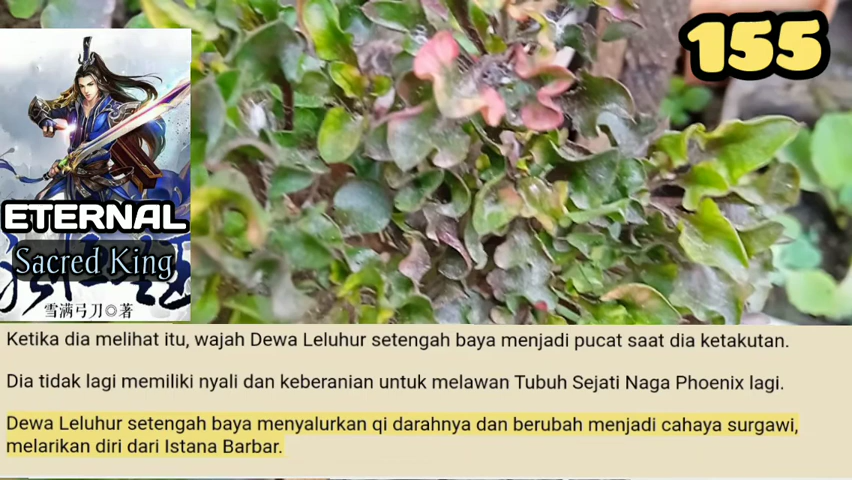 155
ETERNAL
Sacred King
雪满弓刀◎著
Ketika dia melihat itu, wajah Dewa Leluhur setengah baya menjadi pucat saat dia ketakutan.
Dia tidak lagi memiliki nyali dan keberanian untuk melawan Tubuh Sejati Naga Phoenix lagi.
Dewa Leluhur setengah baya menyalurkan qi darahnya dan berubah menjadi cahaya surgawi,
melarikan diri dari Istana Barbar.